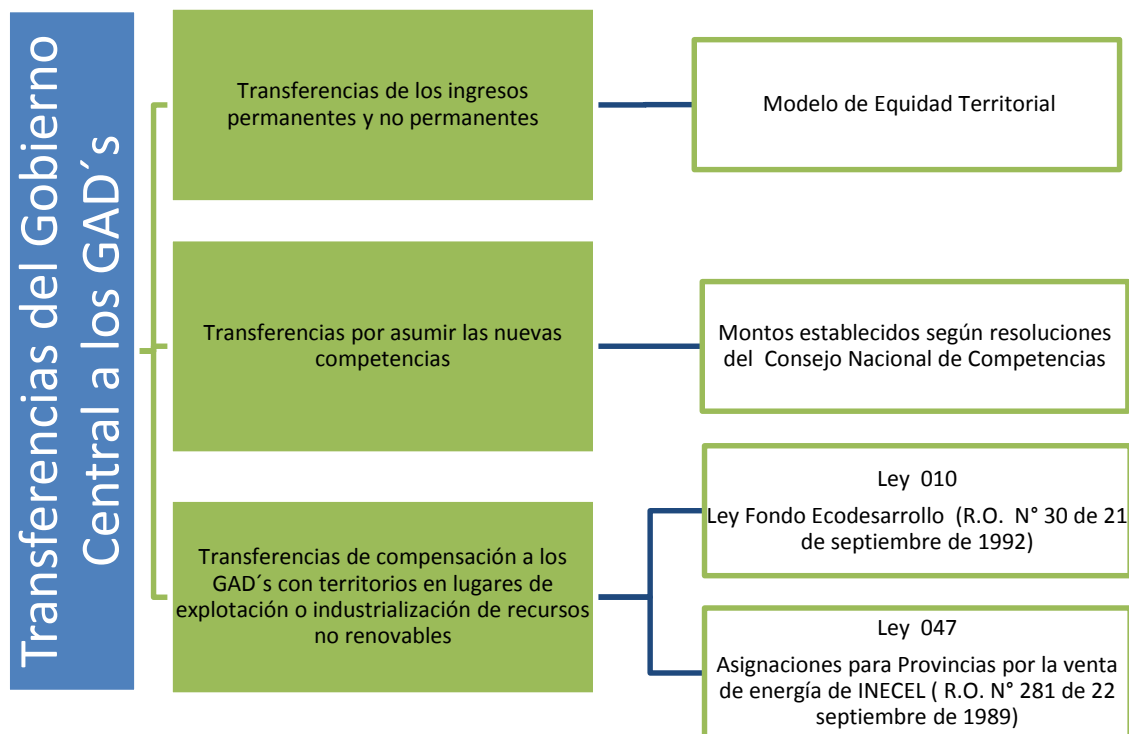 Transferencias del Gobierno
Central a los GAD´s
Transferencias de los ingresos
permanentes y no permanentes
Modelo de Equidad Territorial
Transferencias por asumir las nuevas
competencias
Montos establecidos según resoluciones
del  Consejo Nacional de Competencias
Transferencias de compensación a los
GAD´s con territorios en lugares de
explotación o industrialización de recursos
no renovables
Ley  010
Ley Fondo Ecodesarrollo  (R.O.  N° 30 de 21
de septiembre de 1992)
Ley  047
Asignaciones para Provincias por la venta
de energía de INECEL ( R.O. N° 281 de 22
septiembre de 1989)